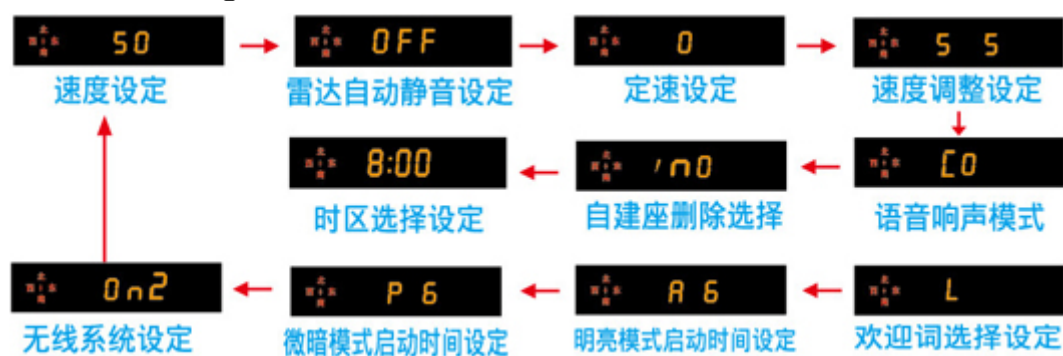 50 OFF 0 5 5
速度设定 雷达自动静音设定 定速设定 速度调整设定
8:00 'n0 C0
时区选择设定 自建座删除选择 语音响声模式
0n2 P 6 A 6 L
无线系统设定 微暗模式启动时间设定 明亮模式启动时间设定 欢迎词选择设定